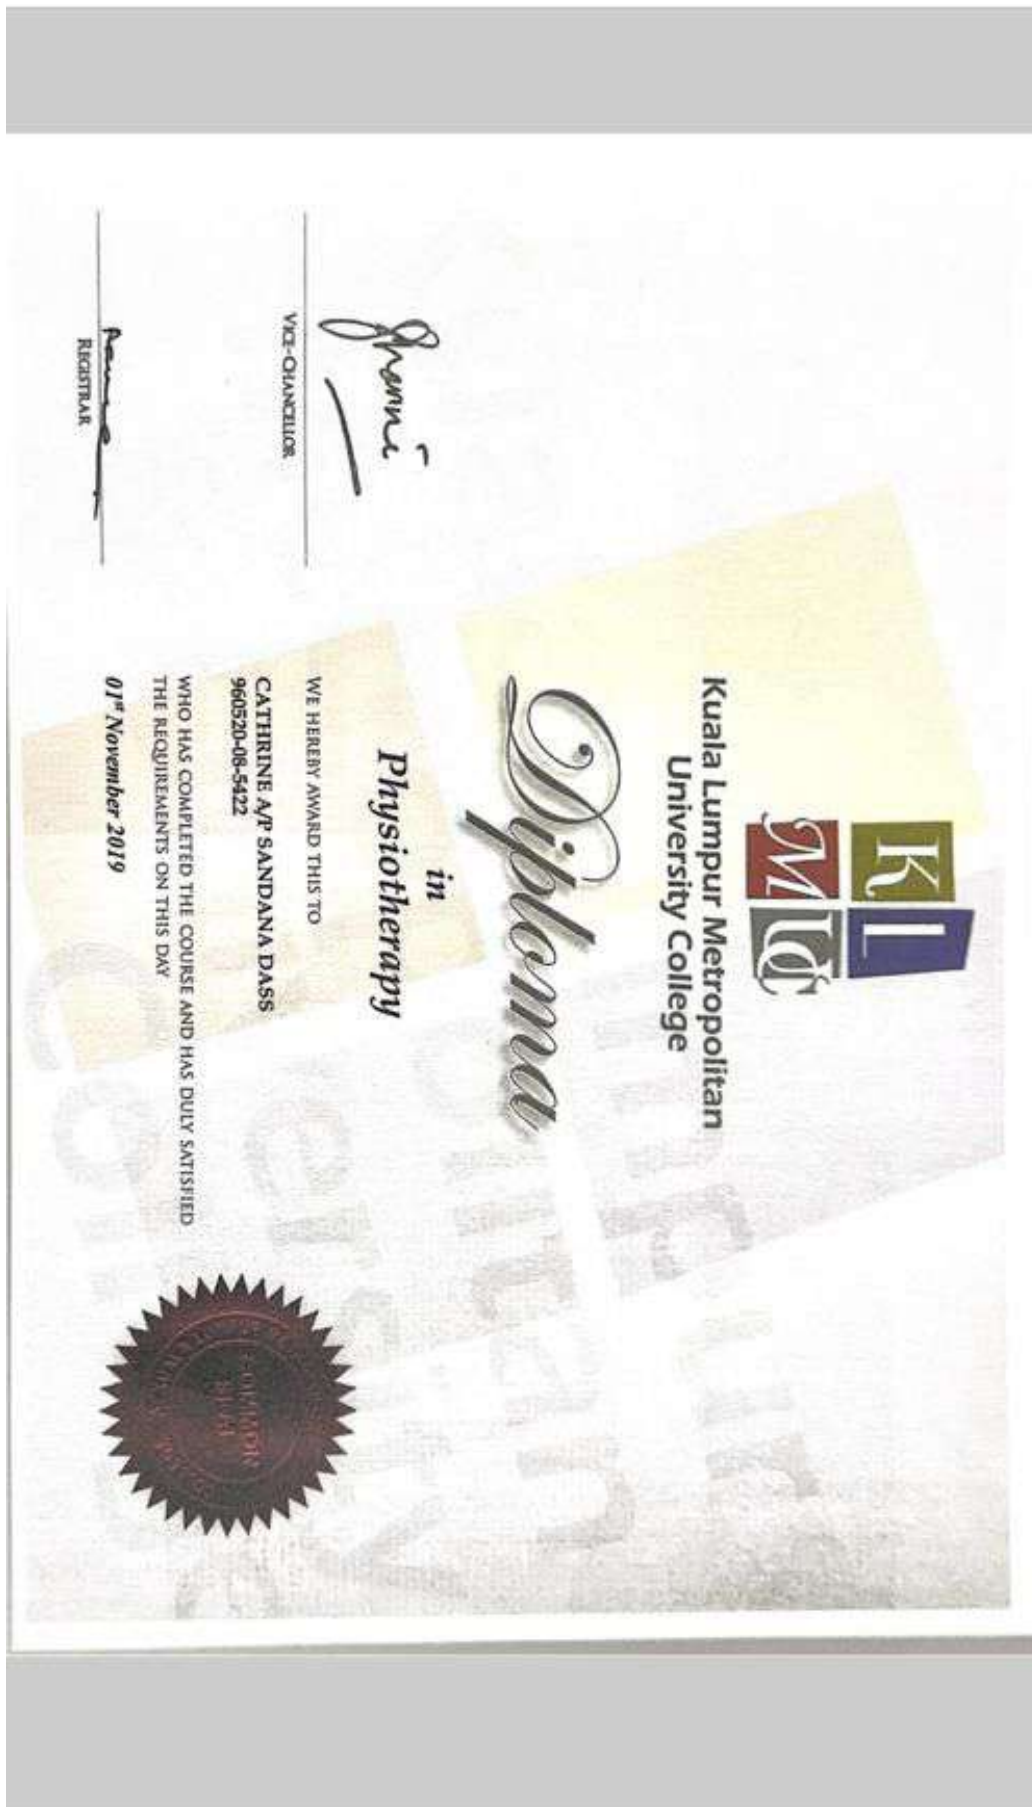 KL
MUC
Kuala Lumpur Metropolitan
University College
Diploma
in
Physiotherapy
WE HEREBY AWARD THIS TO
CATHRINE A/P SANDANA DASS
960520-08-5422
WHO HAS COMPLETED THE COURSE AND HAS DULY SATISFIED
THE REQUIREMENTS ON THIS DAY
01st November 2019
VICE-CHANCELLOR
REGISTRAR
COMMON
SEAL